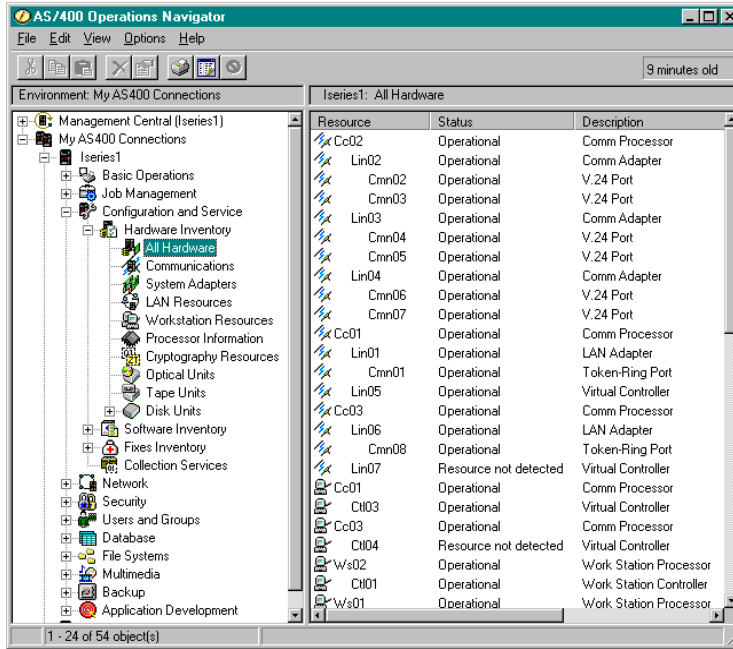 AS/400 Operations Navigator
File Edit View Options Help
9 minutes old
Environment: My AS400 Connections
Iseries1: All Hardware
Management Central (Iseries1)
My AS400 Connections
Iseries1
Basic Operations
Job Management
Configuration and Service
Hardware Inventory
All Hardware
Communications
System Adapters
LAN Resources
Workstation Resources
Processor Information
Cryptography Resources
Optical Units
Tape Units
Disk Units
Software Inventory
Fixes Inventory
Collection Services
Network
Security
Users and Groups
Database
File Systems
Multimedia
Backup
Application Development
Resource Status Description
Cc02 Operational Comm Processor
Lin02 Operational Comm Adapter
Cmn02 Operational V.24 Port
Cmn03 Operational V.24 Port
Lin03 Operational Comm Adapter
Cmn04 Operational V.24 Port
Cmn05 Operational V.24 Port
Lin04 Operational Comm Adapter
Cmn06 Operational V.24 Port
Cmn07 Operational V.24 Port
Cc01 Operational Comm Processor
Lin01 Operational LAN Adapter
Cmn01 Operational Token-Ring Port
Lin05 Operational Virtual Controller
Cc03 Operational Comm Processor
Lin06 Operational LAN Adapter
Cmn08 Operational Token-Ring Port
Lin07 Resource not detected Virtual Controller
Cc01 Operational Comm Processor
Ctl03 Operational Virtual Controller
Cc03 Operational Comm Processor
Ctl04 Resource not detected Virtual Controller
Ws02 Operational Work Station Processor
Ctl01 Operational Work Station Controller
Ws01 Operational Work Station Processor
1 - 24 of 54 object(s)